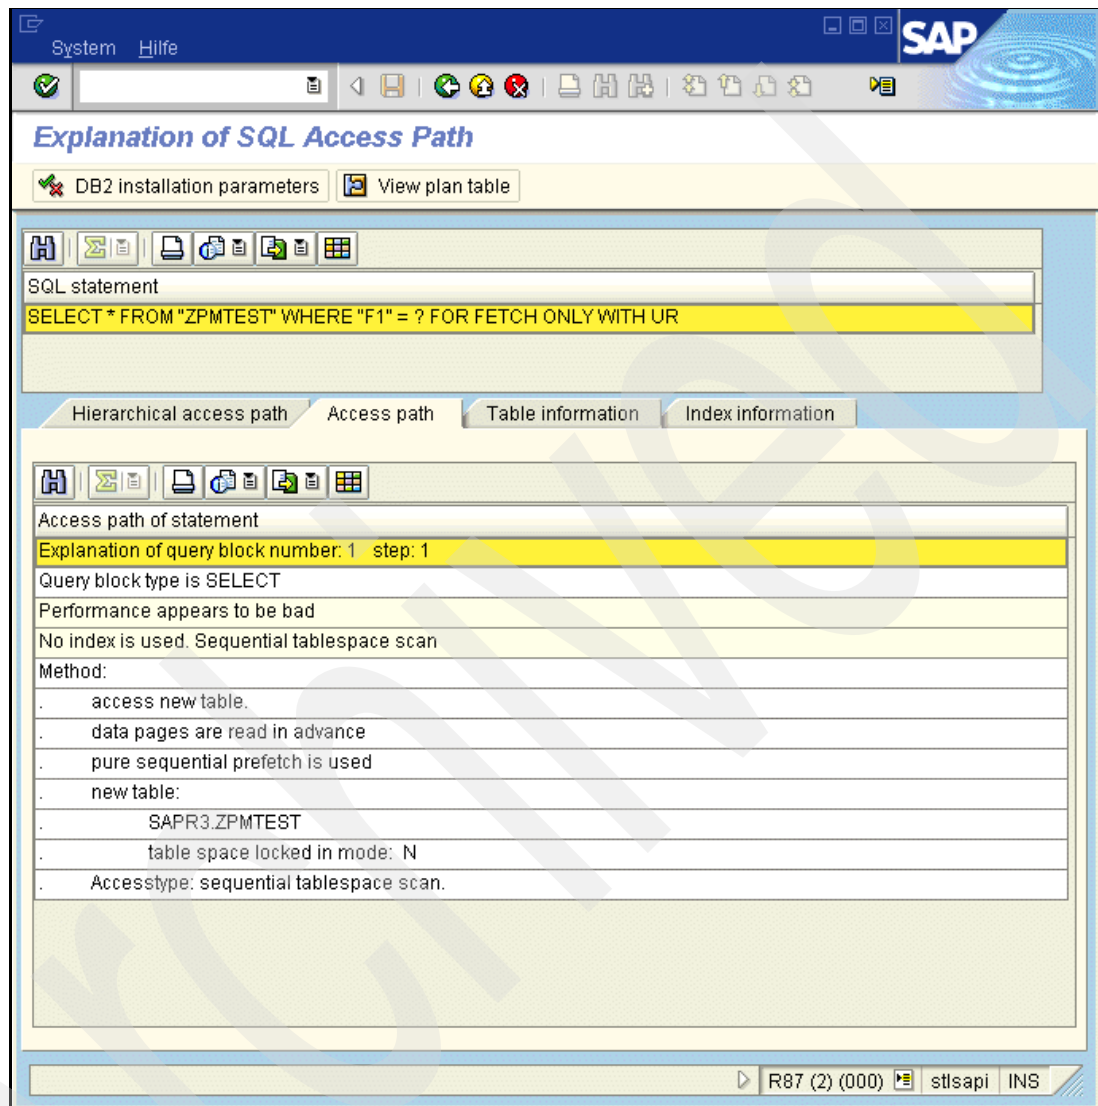 System Hilfe
SAP
Explanation of SQL Access Path
DB2 installation parameters View plan table
SQL statement
SELECT * FROM "ZPMTEST" WHERE "F1" = ? FOR FETCH ONLY WITH UR
Hierarchical access path Access path Table information Index information
Access path of statement
Explanation of query block number: 1 step: 1
Query block type is SELECT
Performance appears to be bad
No index is used. Sequential tablespace scan
Method:
. access new table.
. data pages are read in advance
. pure sequential prefetch is used
. new table:
. SAPR3.ZPMTEST
. table space locked in mode: N
. Accesstype: sequential tablespace scan.
R87 (2) (000) stlsapi INS